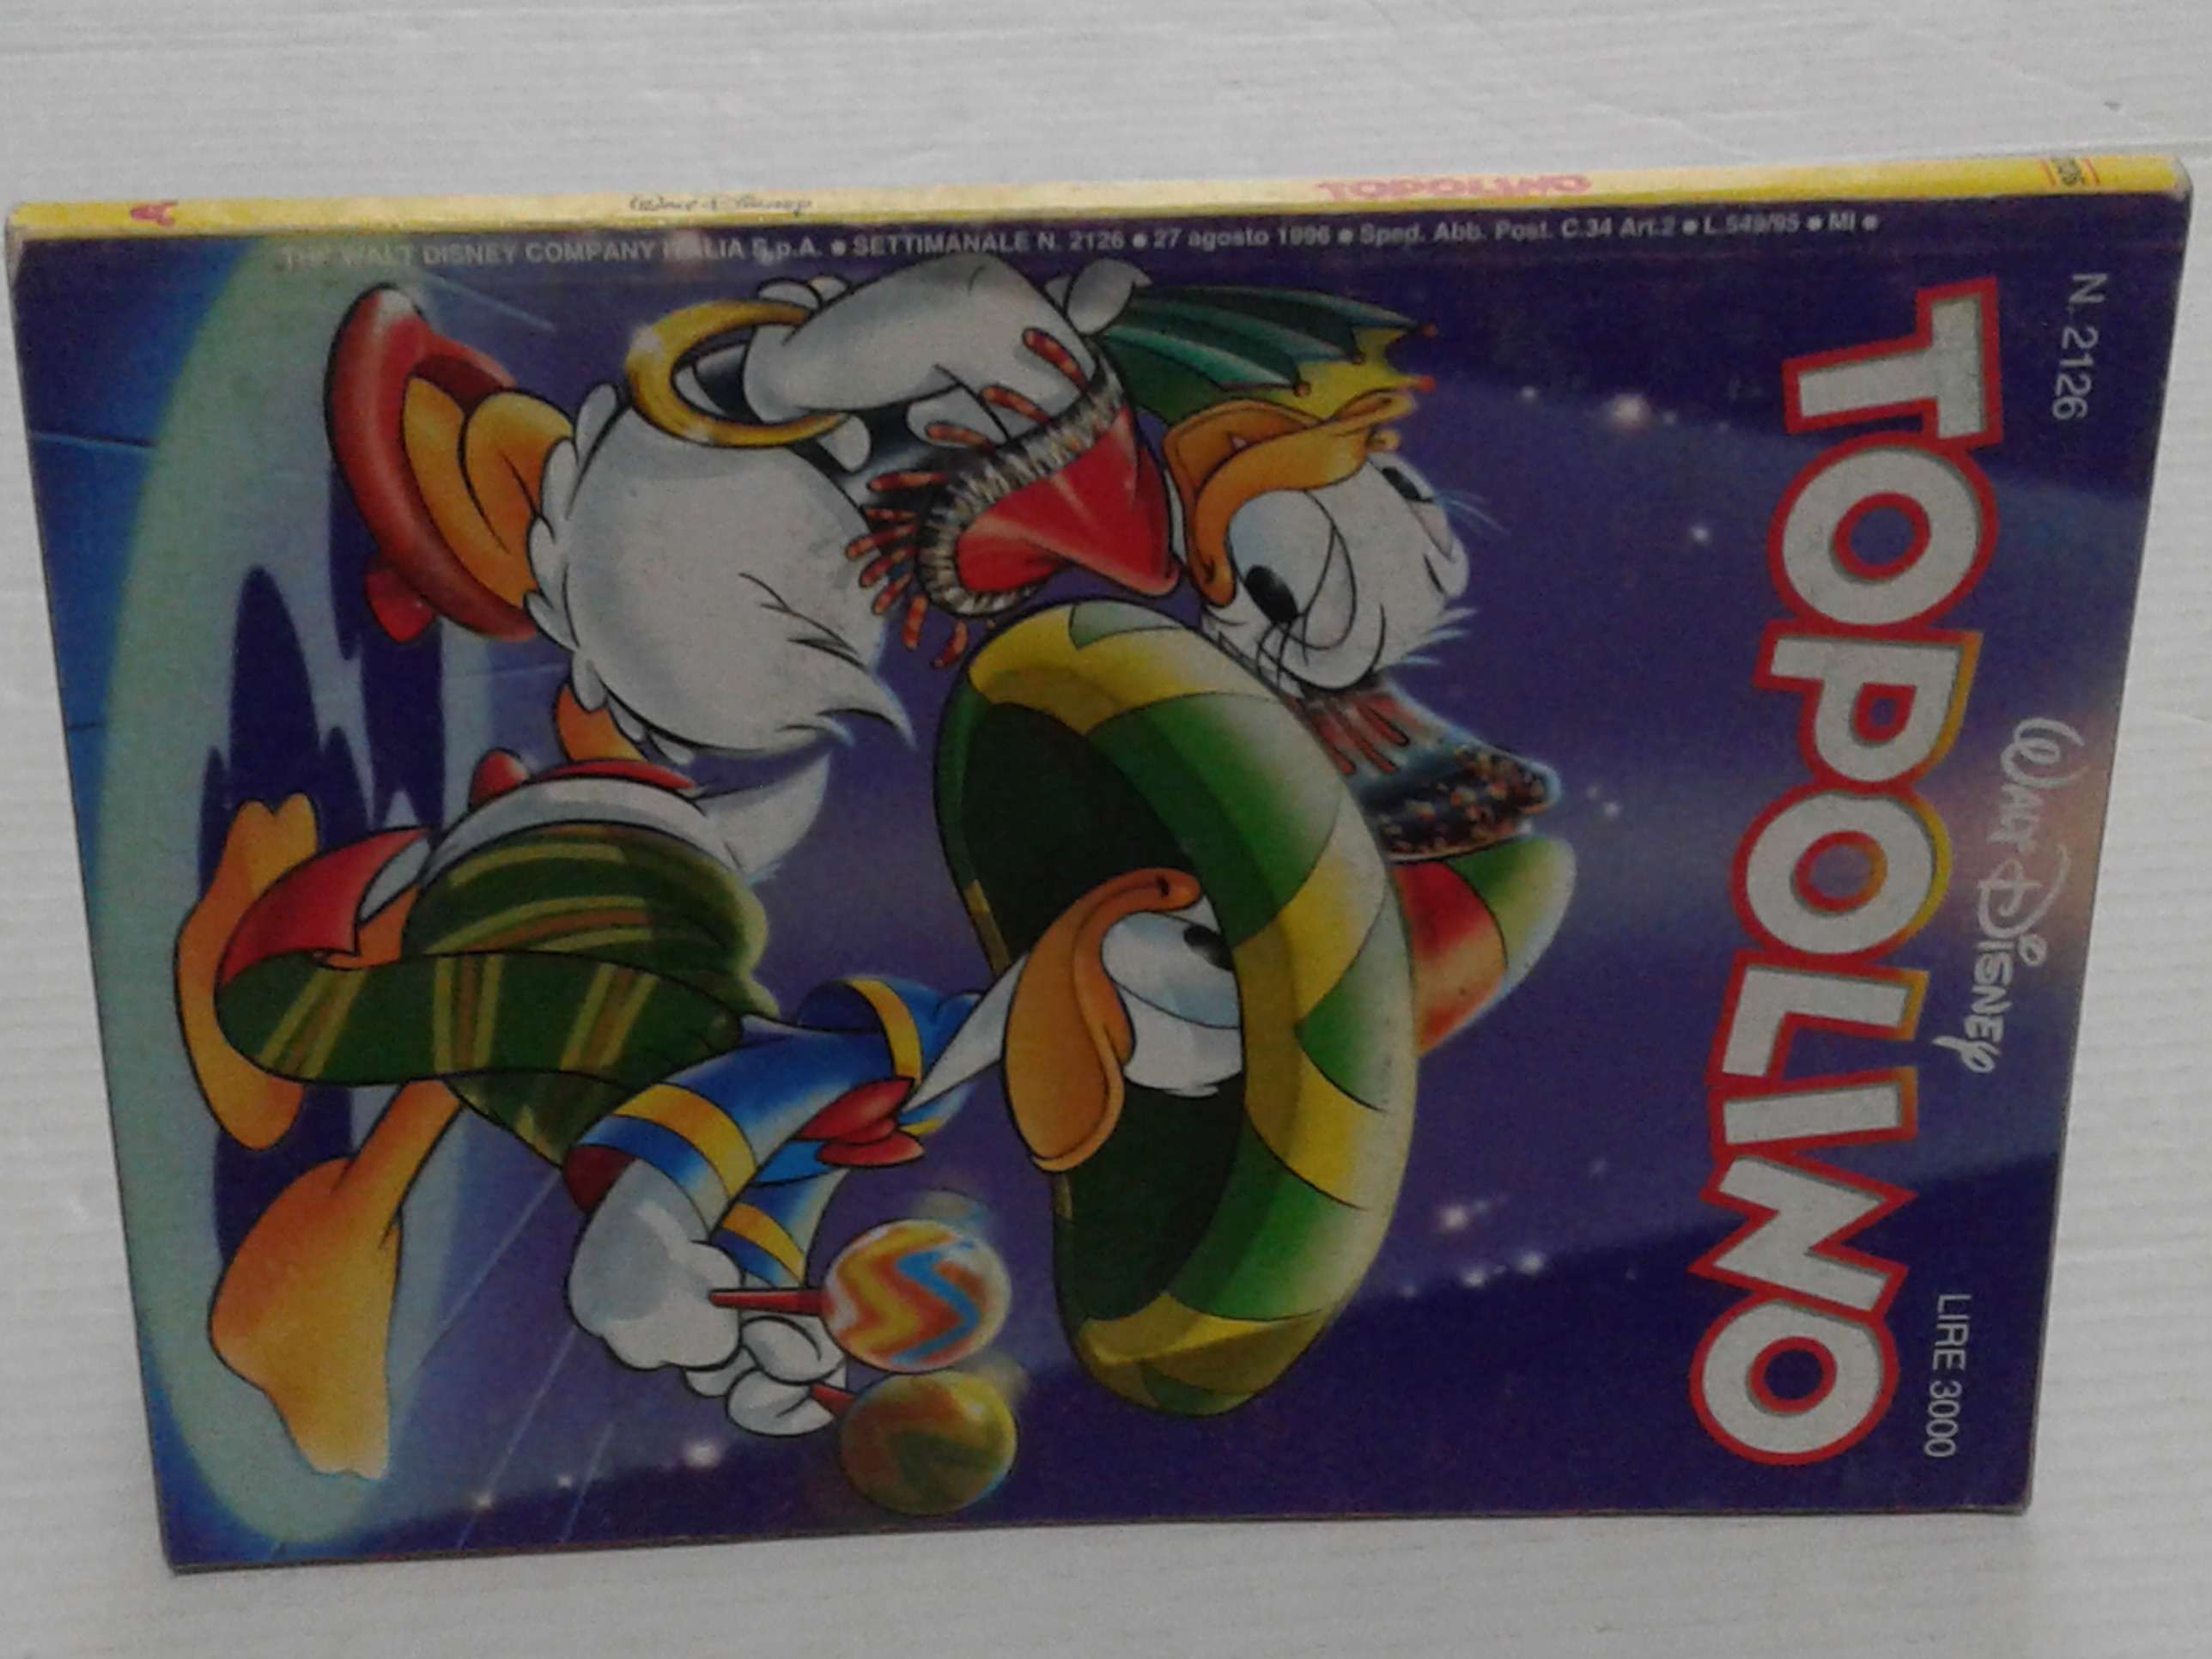 N. 2126
WALT DISNEY
LIRE 3000
TOPOLINO
THE WALT DISNEY COMPANY ITALIA S.p.A. ● SETTIMANALE N. 2126 ● 27 agosto 1996 ● Sped. Abb. Post. C.34 Art.2 ● L.549/95 ● MI ●
Walt Disney
TOPOLINO
2126